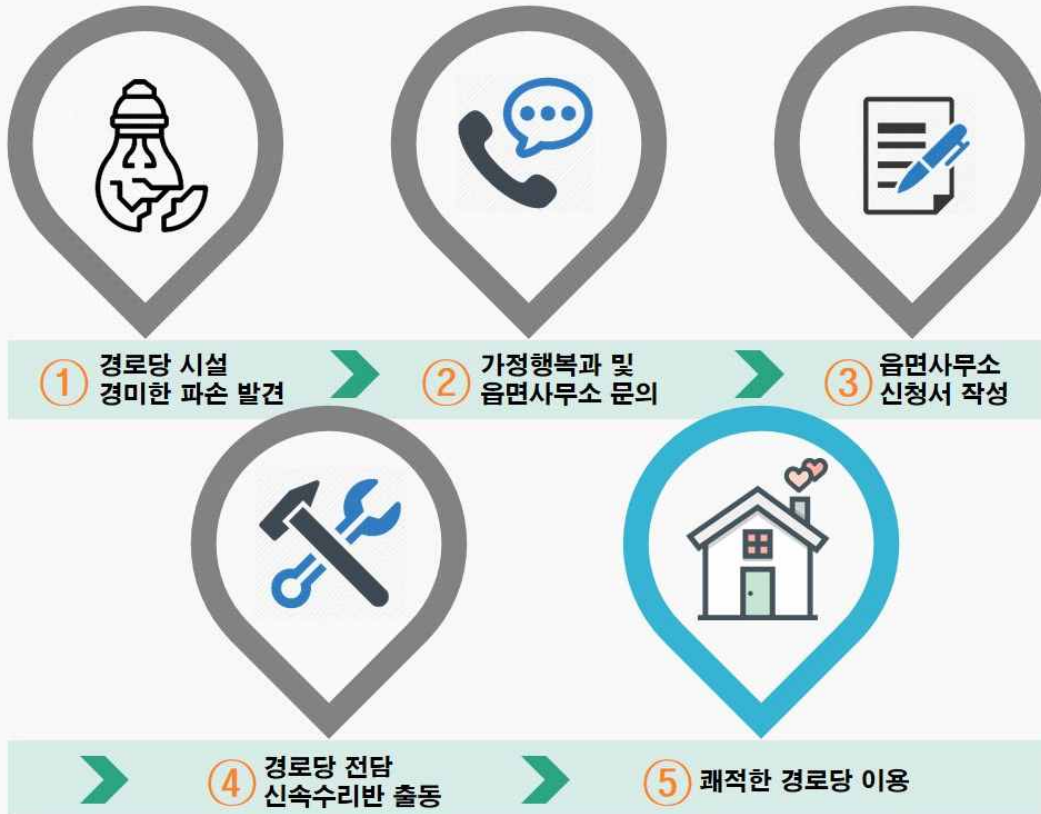 ① 경로당 시설
경미한 파손 발견
② 가정행복과 및
읍면사무소 문의
③ 읍면사무소
신청서 작성
④ 경로당 전담
신속수리반 출동
⑤ 쾌적한 경로당 이용